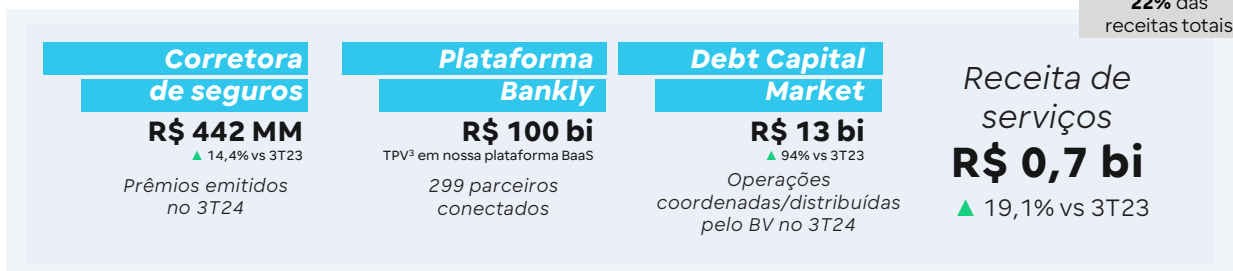 22% das
receitas totais
Corretora
de seguros
R$ 442 MM
▲ 14,4% vs 3T23
Prêmios emitidos
no 3T24
Plataforma
Bankly
R$ 100 bi
TPV³ em nossa plataforma BaaS
299 parceiros
conectados
Debt Capital
Market
R$ 13 bi
▲ 94% vs 3T23
Operações
coordenadas/distribuídas
pelo BV no 3T24
Receita de
serviços
R$ 0,7 bi
▲ 19,1% vs 3T23